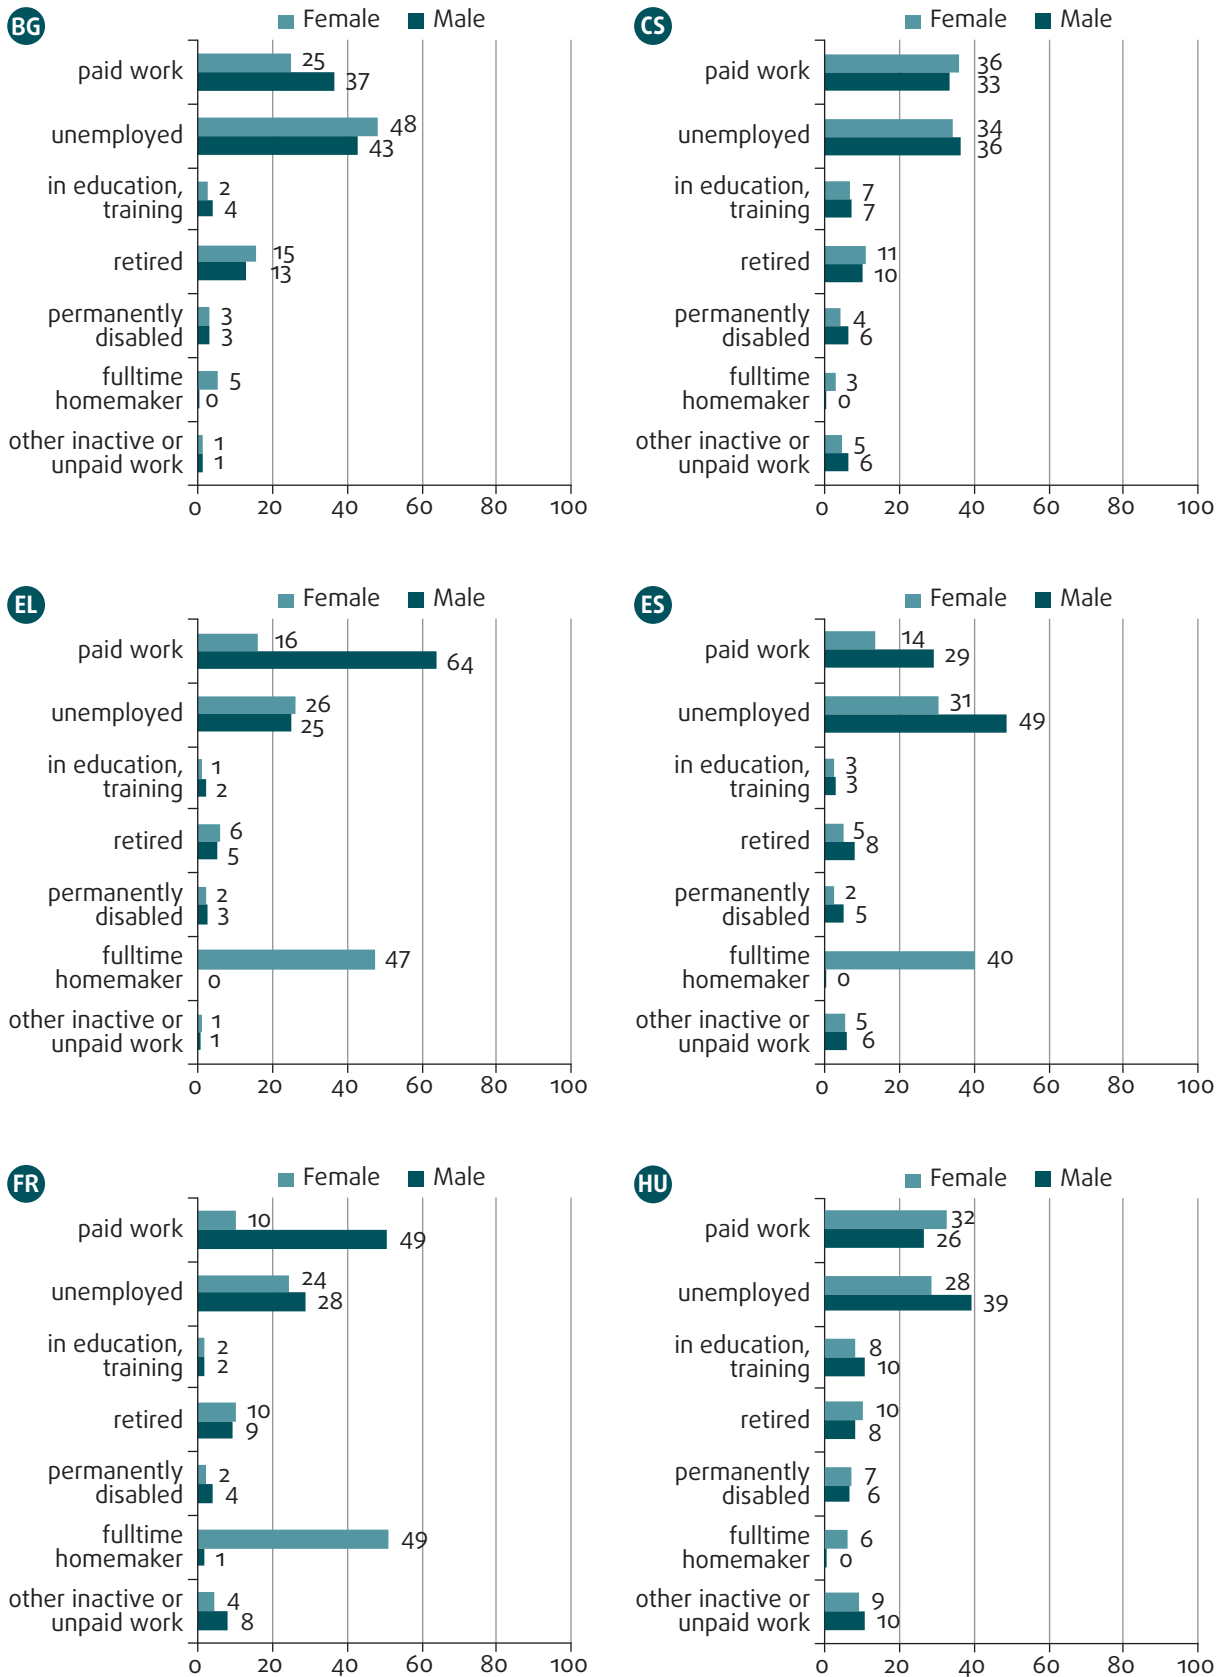 BG
Female Male
paid work
25
37
unemployed
48
43
in education,
training
2
4
retired
15
13
permanently
disabled
3
3
fulltime
homemaker
5
0
other inactive or
unpaid work
1
1
0 20 40 60 80 100
CS
Female Male
paid work
36
33
unemployed
34
36
in education,
training
7
7
retired
11
10
permanently
disabled
4
6
fulltime
homemaker
3
0
other inactive or
unpaid work
5
6
0 20 40 60 80 100
EL
Female Male
paid work
16
64
unemployed
26
25
in education,
training
1
2
retired
6
5
permanently
disabled
2
3
fulltime
homemaker
47
0
other inactive or
unpaid work
1
1
0 20 40 60 80 100
ES
Female Male
paid work
14
29
unemployed
31
49
in education,
training
3
3
retired
5
8
permanently
disabled
2
5
fulltime
homemaker
40
0
other inactive or
unpaid work
5
6
0 20 40 60 80 100
FR
Female Male
paid work
10
49
unemployed
24
28
in education,
training
2
2
retired
10
9
permanently
disabled
2
4
fulltime
homemaker
49
1
other inactive or
unpaid work
4
8
0 20 40 60 80 100
HU
Female Male
paid work
32
26
unemployed
28
39
in education,
training
8
10
retired
10
8
permanently
disabled
7
6
fulltime
homemaker
6
0
other inactive or
unpaid work
9
10
0 20 40 60 80 100